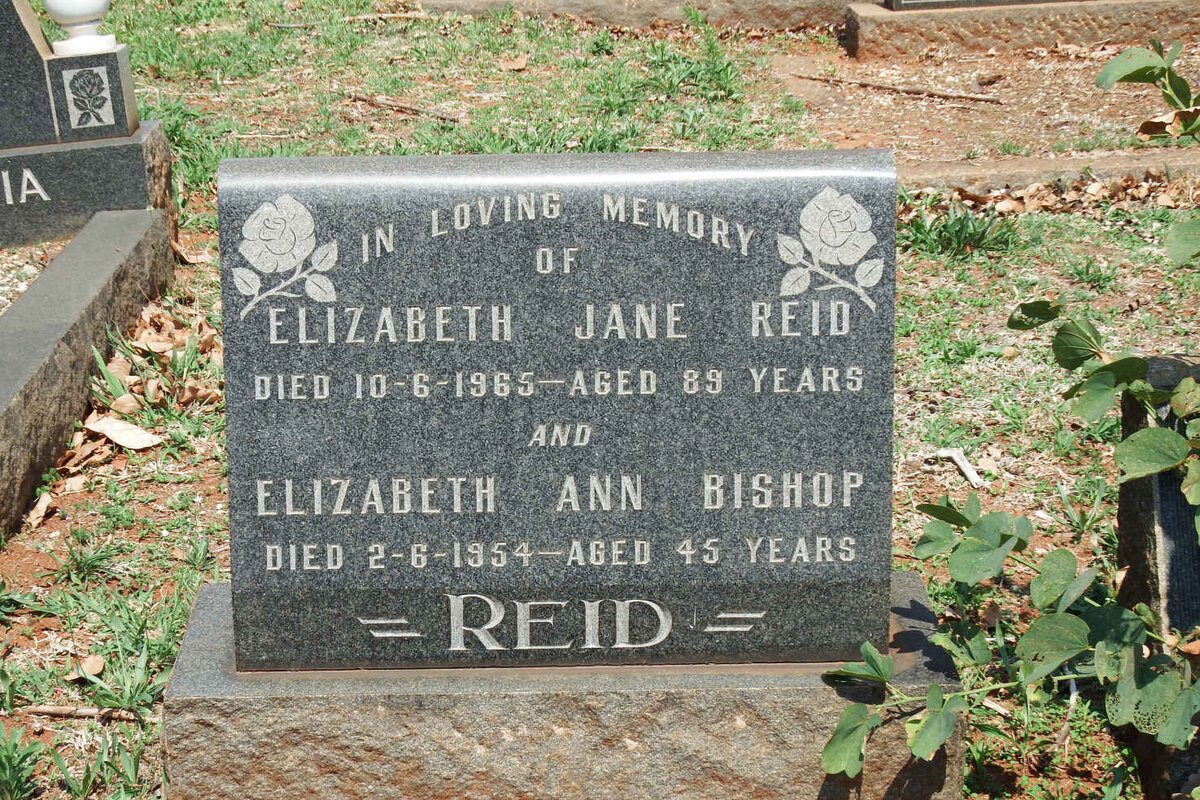 IN LOVING MEMORY
OF
ELIZABETH JANE REID
DIED 10-6-1965—AGED 89 YEARS
AND
ELIZABETH ANN BISHOP
DIED 2-6-1954—AGED 45 YEARS
= REID =
IA